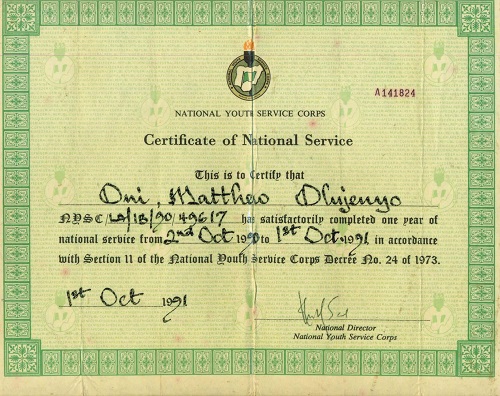 A141824
NATIONAL YOUTH SERVICE CORPS
Certificate of National Service
This is to Certify that
Oni, Matthew Olujenyo
NYSC/LA/IB/90/49617 has satisfactorily completed one year of
national service from 2nd Oct 1990 to 1st Oct 1991 in accordance
with Section 11 of the National Youth Service Corps Decree No. 24 of 1973.
1st Oct 1991
National Director
National Youth Service Corps